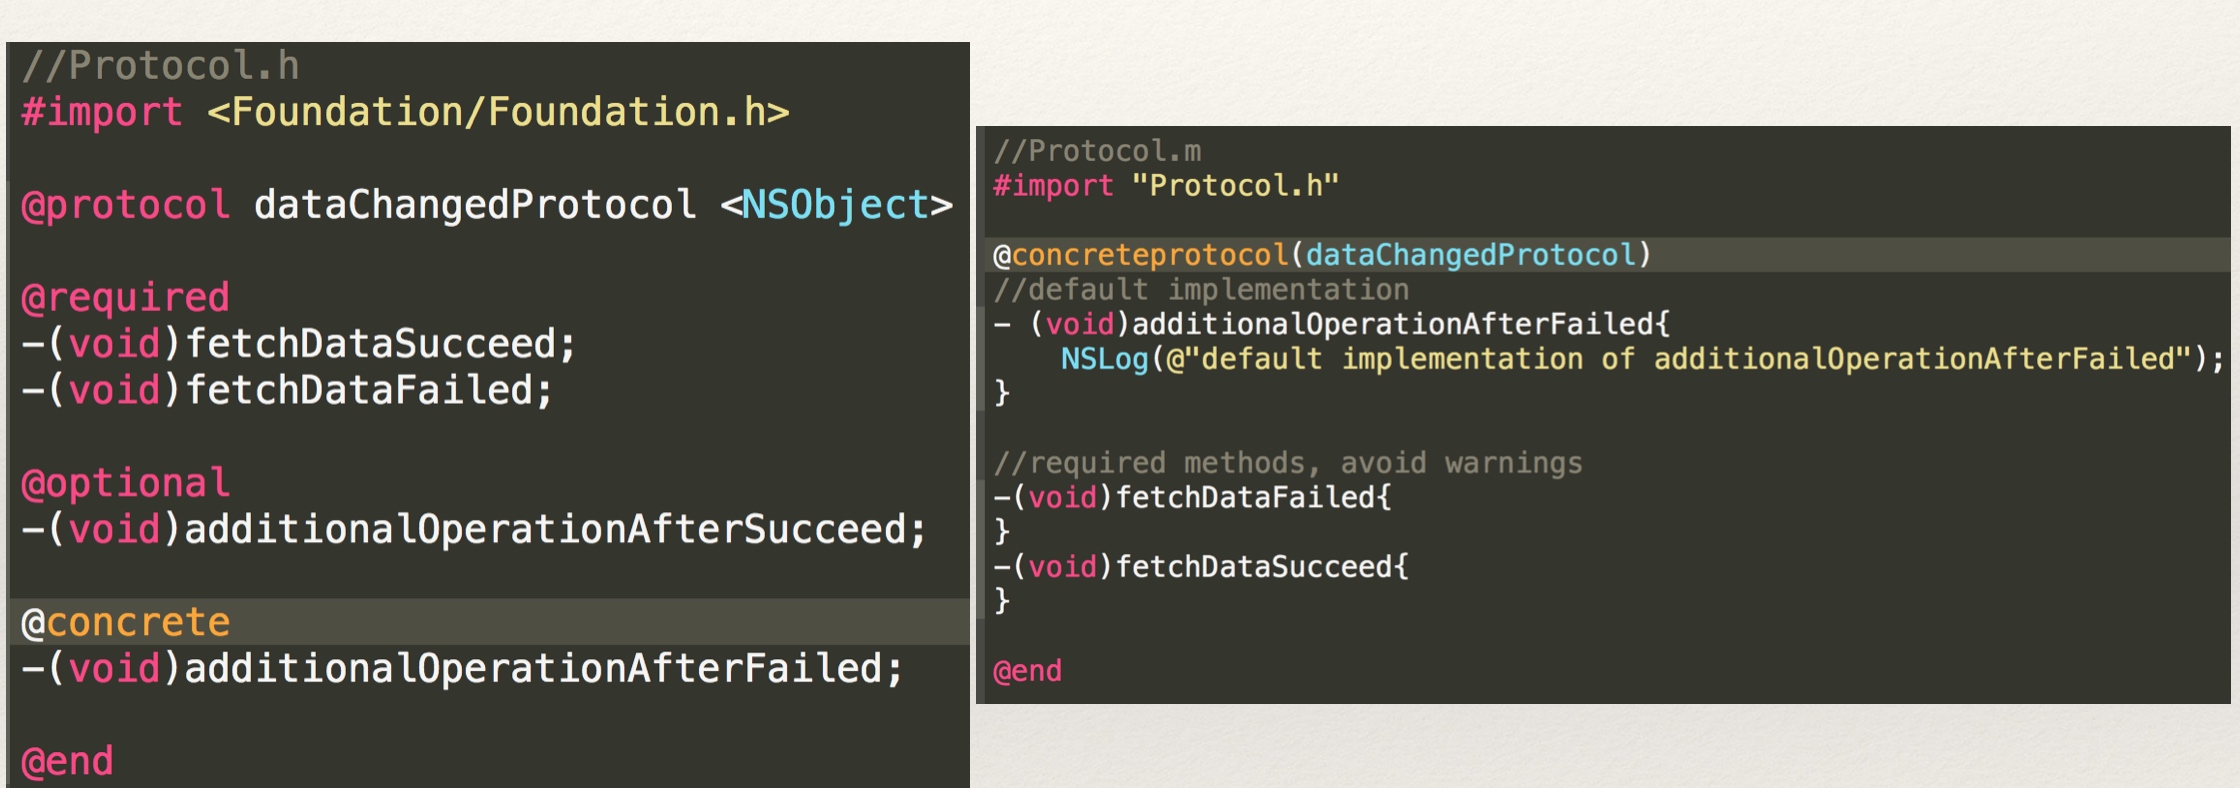 //Protocol.h
#import <Foundation/Foundation.h>
@protocol dataChangedProtocol <NSObject>
@required
-(void)fetchDataSucceed;
-(void)fetchDataFailed;
@optional
-(void)additionalOperationAfterSucceed;
@concrete
-(void)additionalOperationAfterFailed;
@end
//Protocol.m
#import "Protocol.h"
@concreteprotocol(dataChangedProtocol)
//default implementation
- (void)additionalOperationAfterFailed{
    NSLog(@"default implementation of additionalOperationAfterFailed");
}
//required methods, avoid warnings
-(void)fetchDataFailed{
}
-(void)fetchDataSucceed{
}
@end